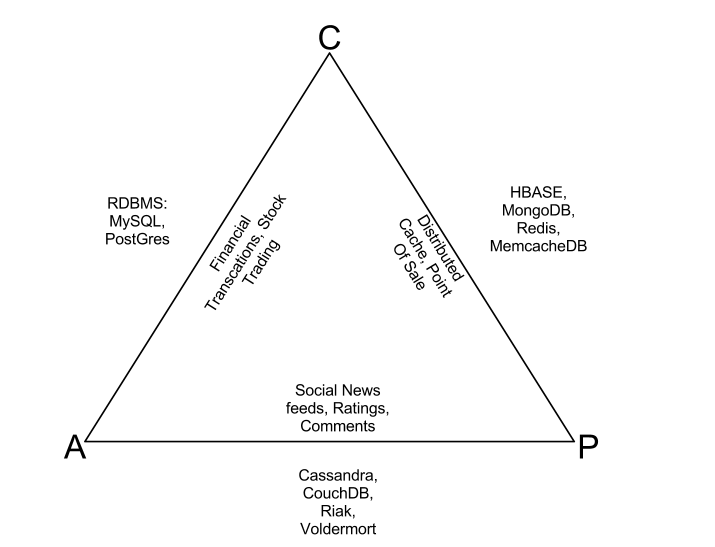 C
RDBMS:
MySQL,
PostGres
Financial
Transcations, Stock
Trading
Distributed
Cache, Point
Of Sale
HBASE,
MongoDB,
Redis,
MemcacheDB
Social News
feeds, Ratings,
Comments
A
P
Cassandra,
CouchDB,
Riak,
Voldermort